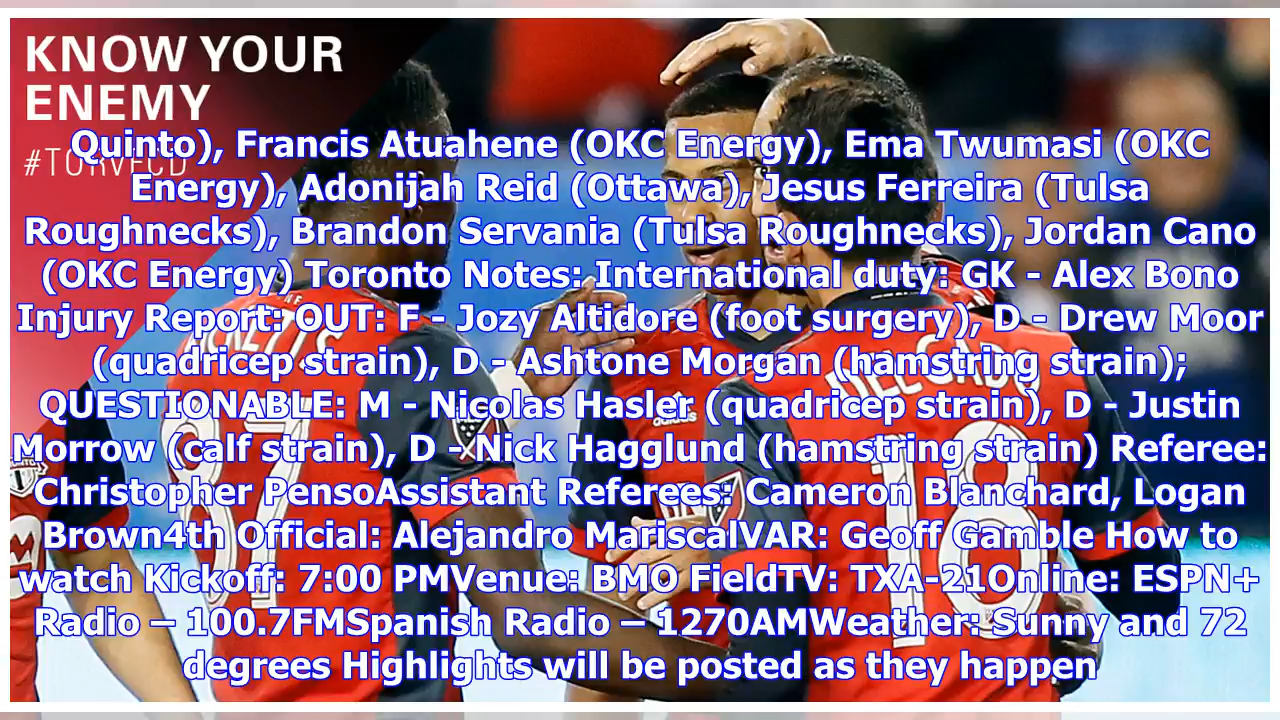 KNOW YOUR
ENEMY
#TORVFCD
Quinto), Francis Atuahene (OKC Energy), Ema Twumasi (OKC
Energy), Adonijah Reid (Ottawa), Jesus Ferreira (Tulsa
Roughnecks), Brandon Servania (Tulsa Roughnecks), Jordan Cano
(OKC Energy) Toronto Notes: International duty: GK - Alex Bono
Injury Report: OUT: F - Jozy Altidore (foot surgery), D - Drew Moor
(quadricep strain), D - Ashtone Morgan (hamstring strain);
QUESTIONABLE: M - Nicolas Hasler (quadricep strain), D - Justin
Morrow (calf strain), D - Nick Hagglund (hamstring strain) Referee:
Christopher PensoAssistant Referees: Cameron Blanchard, Logan
Brown4th Official: Alejandro MariscalVAR: Geoff Gamble How to
watch Kickoff: 7:00 PMVenue: BMO FieldTV: TXA-21Online: ESPN+
Radio – 100.7FMSpanish Radio – 1270AMWeather: Sunny and 72
degrees Highlights will be posted as they happen
RICKETTS
87
DELGADO
18
adidas